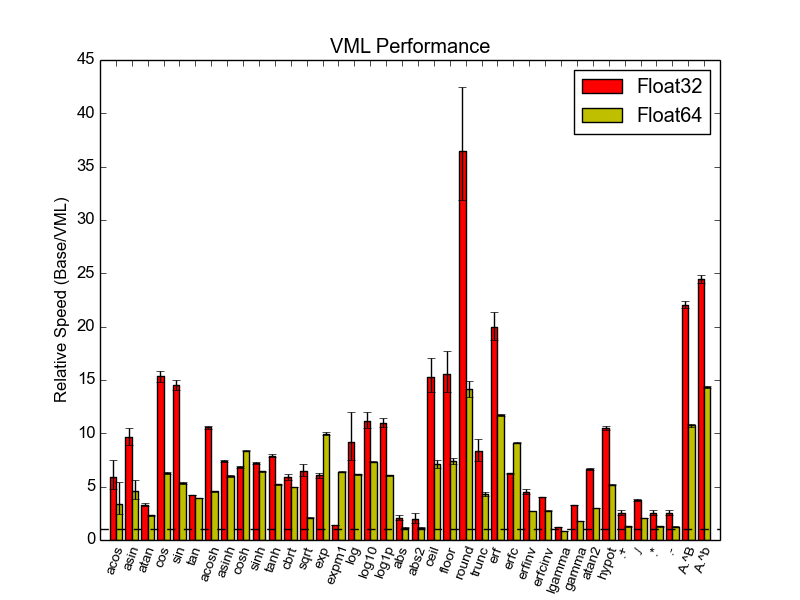 VML Performance
Float32
Float64
Relative Speed (Base/VML)
45
40
35
30
25
20
15
10
5
0
acos
asin
atan
cos
sin
tan
acosh
asinh
cosh
sinh
tanh
cbrt
sqrt
exp
expm1
log
log10
log1p
abs
abs2
ceil
floor
round
trunc
erf
erfc
erfinv
erfcinv
lgamma
gamma
atan2
hypot
.+
./
.*
.-
A.^B
A.^b